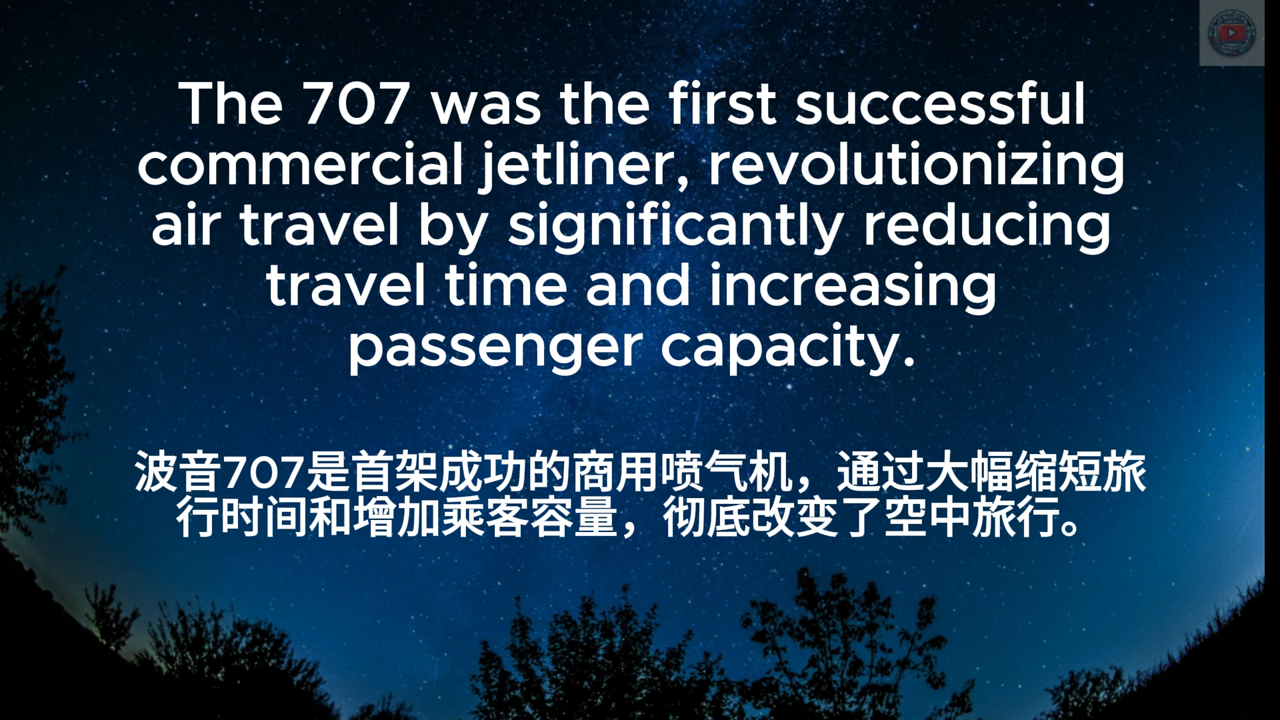 The 707 was the first successful
commercial jetliner, revolutionizing
air travel by significantly reducing
travel time and increasing
passenger capacity.
波音707是首架成功的商用喷气机，通过大幅缩短旅
行时间和增加乘客容量，彻底改变了空中旅行。